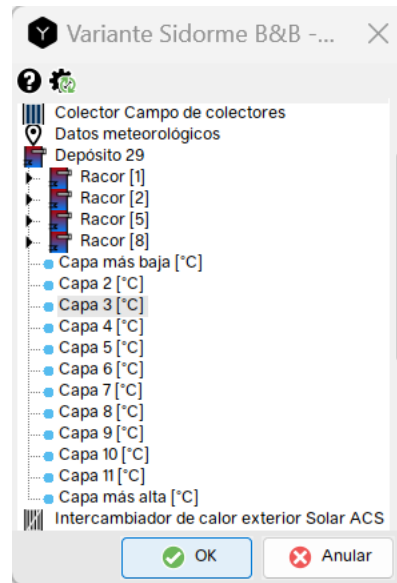 Variante Sidorme B&B -...
Colector Campo de colectores
Datos meteorológicos
Depósito 29
Racor [1]
Racor [2]
Racor [5]
Racor [8]
Capa más baja [°C]
Capa 2 [°C]
Capa 3 [°C]
Capa 4 [°C]
Capa 5 [°C]
Capa 6 [°C]
Capa 7 [°C]
Capa 8 [°C]
Capa 9 [°C]
Capa 10 [°C]
Capa 11 [°C]
Capa más alta [°C]
Intercambiador de calor exterior Solar ACS
OK Anular